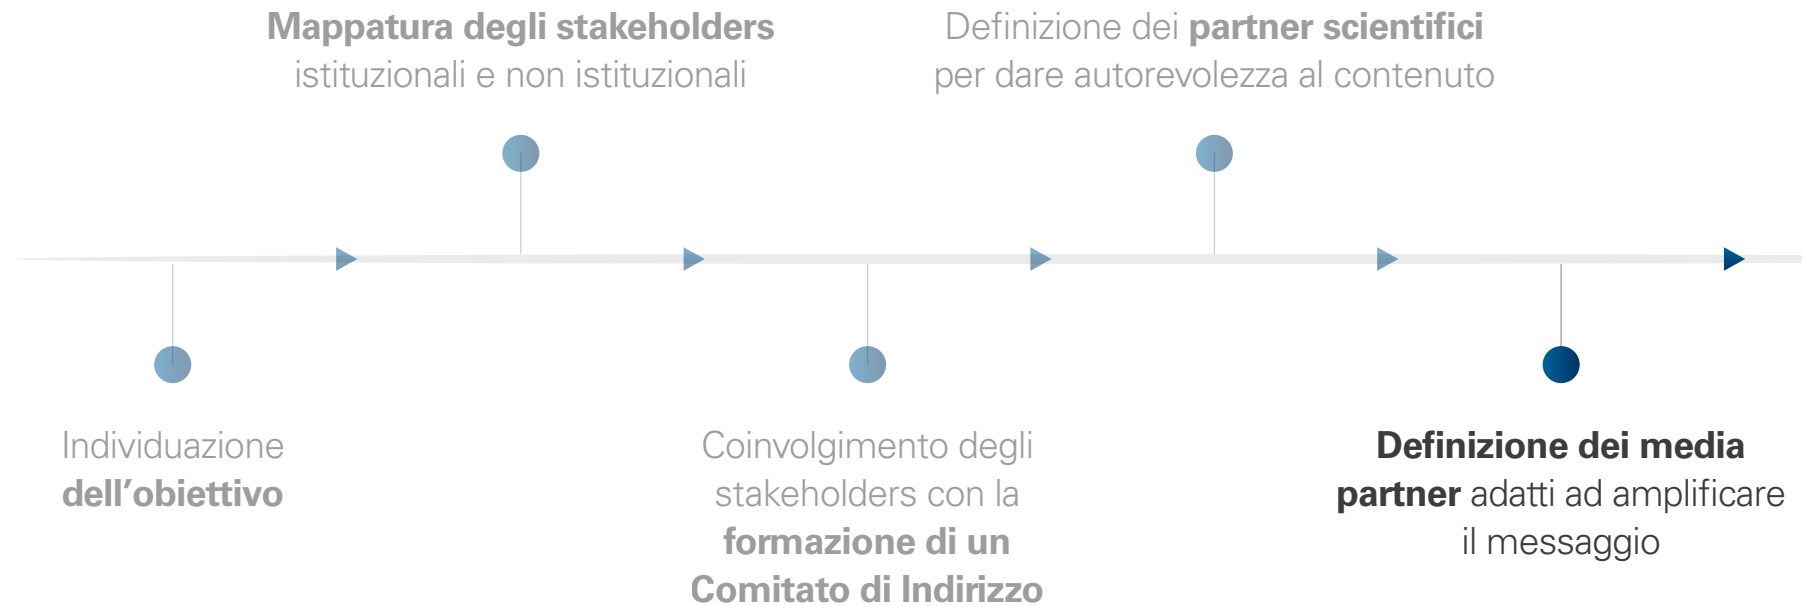 Mappatura degli stakeholders
istituzionali e non istituzionali
Definizione dei partner scientifici
per dare autorevolezza al contenuto
Individuazione
dell’obiettivo
Coinvolgimento degli
stakeholders con la
formazione di un
Comitato di Indirizzo
Definizione dei media
partner adatti ad amplificare
il messaggio